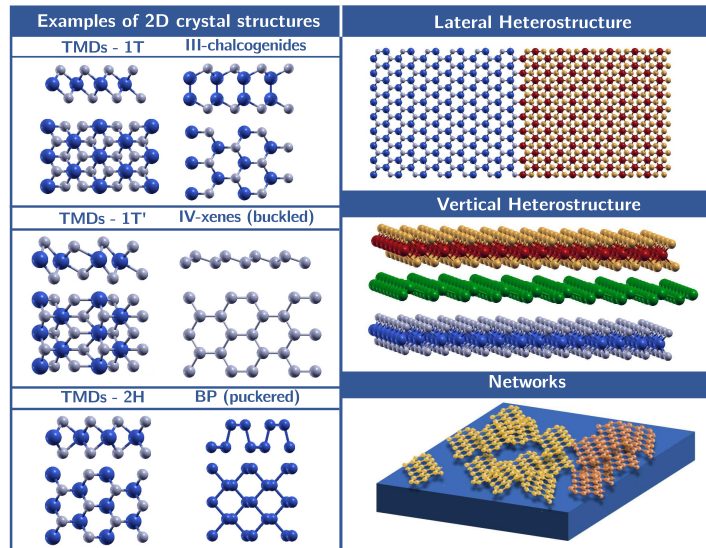 Examples of 2D crystal structures
TMDs - 1T
III-chalcogenides
TMDs - 1T'
IV-xenes (buckled)
TMDs - 2H
BP (puckered)
Lateral Heterostructure
Vertical Heterostructure
Networks